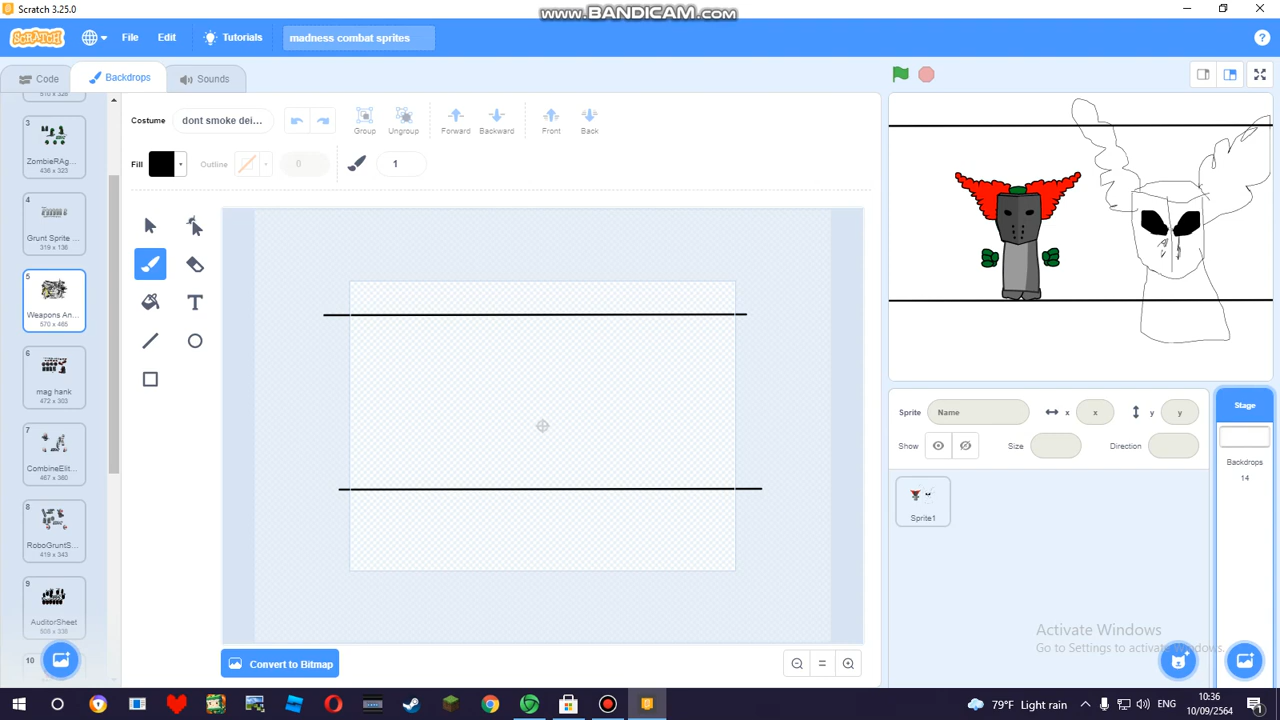 Scratch 3.25.0
www.BANDICAM.com
SCRATCH
File
Edit
Tutorials
madness combat sprites
?
Code
Backdrops
Sounds
3
ZombieRAg...
436 x 323
4
Grunt Sprite ...
319 x 136
5
Weapons An...
570 x 465
6
mag hank
472 x 303
7
CombineElit...
467 x 360
8
RoboGruntS...
419 x 343
9
AuditorSheet
10
Costume
dont smoke dei...
Group
Ungroup
Forward
Backward
Front
Back
Fill
Outline
0
1
T
Convert to Bitmap
=
Sprite
Name
x
x
y
y
Show
Size
Direction
Sprite1
Stage
Backdrops
14
Activate Windows
Go to Settings to activate Windows.
79°F Light rain
ENG
10:36
10/09/2564